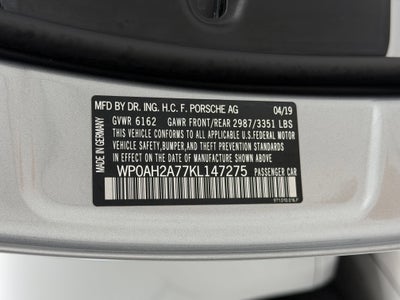 MFD BY DR. ING. H.C. F. PORSCHE AG 04/19
GVWR 6162 GAWR FRONT/REAR 2987/3351 LBS
THIS VEHICLE CONFORMS TO ALL APPLICABLE
U.S.FEDERAL MOTOR
VEHICLE SAFETY, BUMPER, AND THEFT
PREVENTION STANDARDS IN EFFECT ON THE
DATE OF MANUFACTURE SHOWN ABOVE
WP0AH2A77KL147275 PASSENGER CAR
MADE IN GERMANY